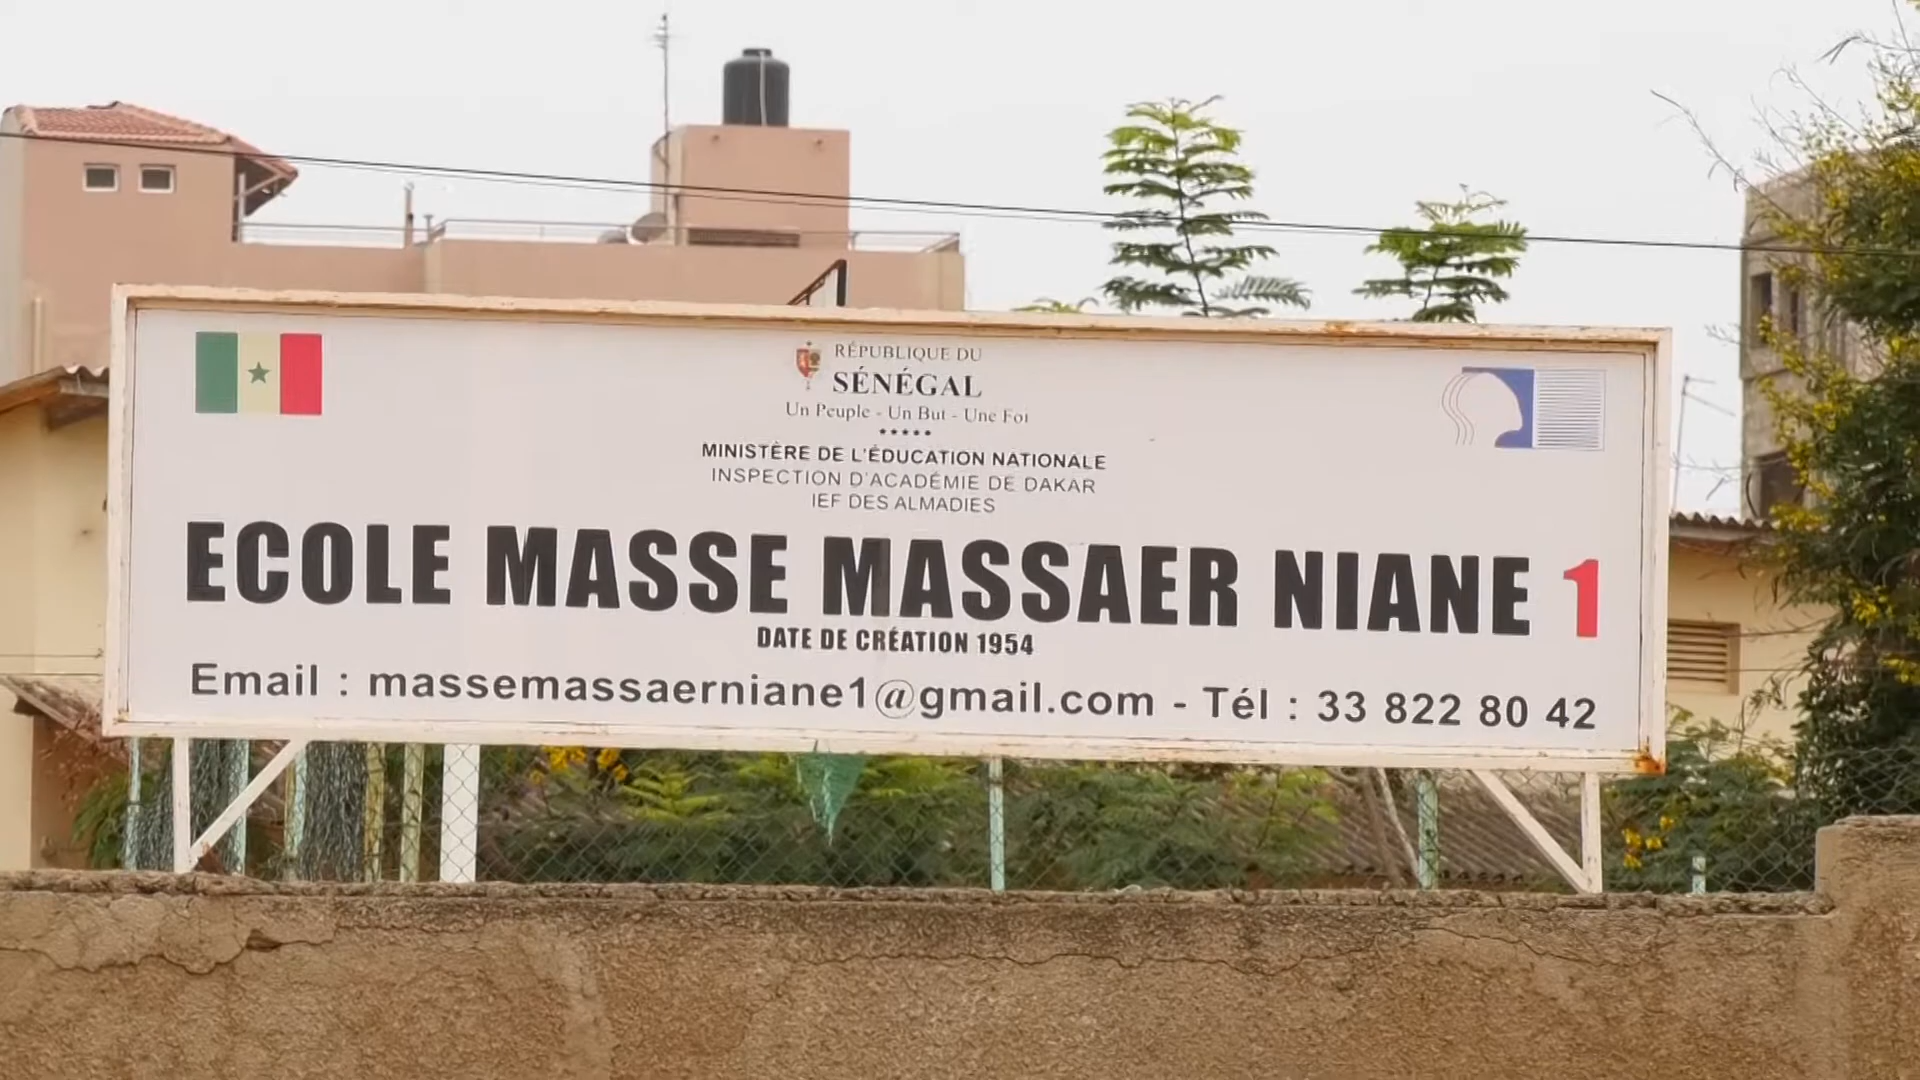 RÉPUBLIQUE DU
SÉNÉGAL
Un Peuple - Un But - Une Foi
*****
MINISTÈRE DE L'ÉDUCATION NATIONALE
INSPECTION D'ACADÉMIE DE DAKAR
IEF DES ALMADIES
ECOLE MASSE MASSAER NIANE 1
DATE DE CRÉATION 1954
Email : massemassaerniane1@gmail.com - Tél : 33 822 80 42